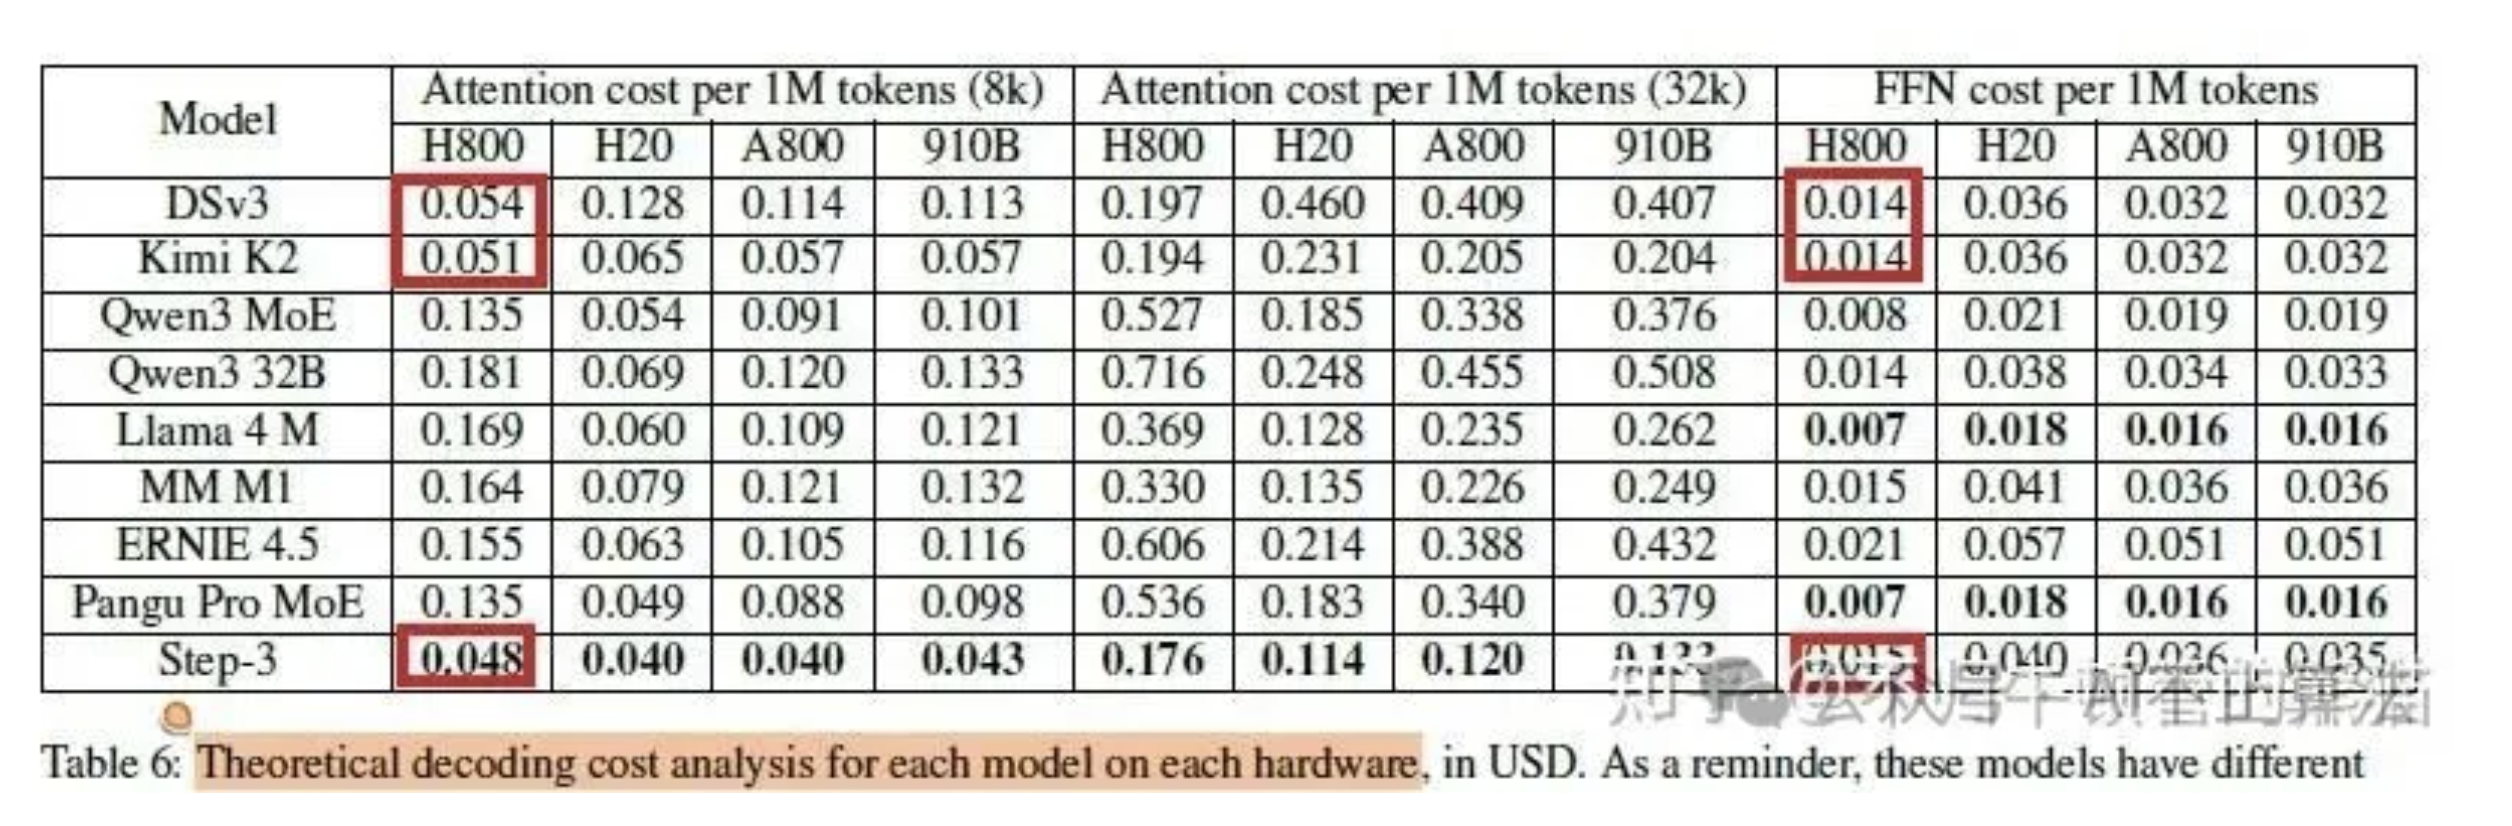 Model Attention cost per 1M tokens (8k) Attention cost per 1M tokens (32k) FFN cost per 1M tokens
H800 H20 A800 910B H800 H20 A800 910B H800 H20 A800 910B
DSv3 0.054 0.128 0.114 0.113 0.197 0.460 0.409 0.407 0.014 0.036 0.032 0.032
Kimi K2 0.051 0.065 0.057 0.057 0.194 0.231 0.205 0.204 0.014 0.036 0.032 0.032
Qwen3 MoE 0.135 0.054 0.091 0.101 0.527 0.185 0.338 0.376 0.008 0.021 0.019 0.019
Qwen3 32B 0.181 0.069 0.120 0.133 0.716 0.248 0.455 0.508 0.014 0.038 0.034 0.033
Llama 4 M 0.169 0.060 0.109 0.121 0.369 0.128 0.235 0.262 0.007 0.018 0.016 0.016
MM M1 0.164 0.079 0.121 0.132 0.330 0.135 0.226 0.249 0.015 0.041 0.036 0.036
ERNIE 4.5 0.155 0.063 0.105 0.116 0.606 0.214 0.388 0.432 0.021 0.057 0.051 0.051
Pangu Pro MoE 0.135 0.049 0.088 0.098 0.536 0.183 0.340 0.379 0.007 0.018 0.016 0.016
Step-3 0.048 0.040 0.040 0.043 0.176 0.114 0.120 0.133 0.015 0.040 0.036 0.035
Table 6: Theoretical decoding cost analysis for each model on each hardware, in USD. As a reminder, these models have different